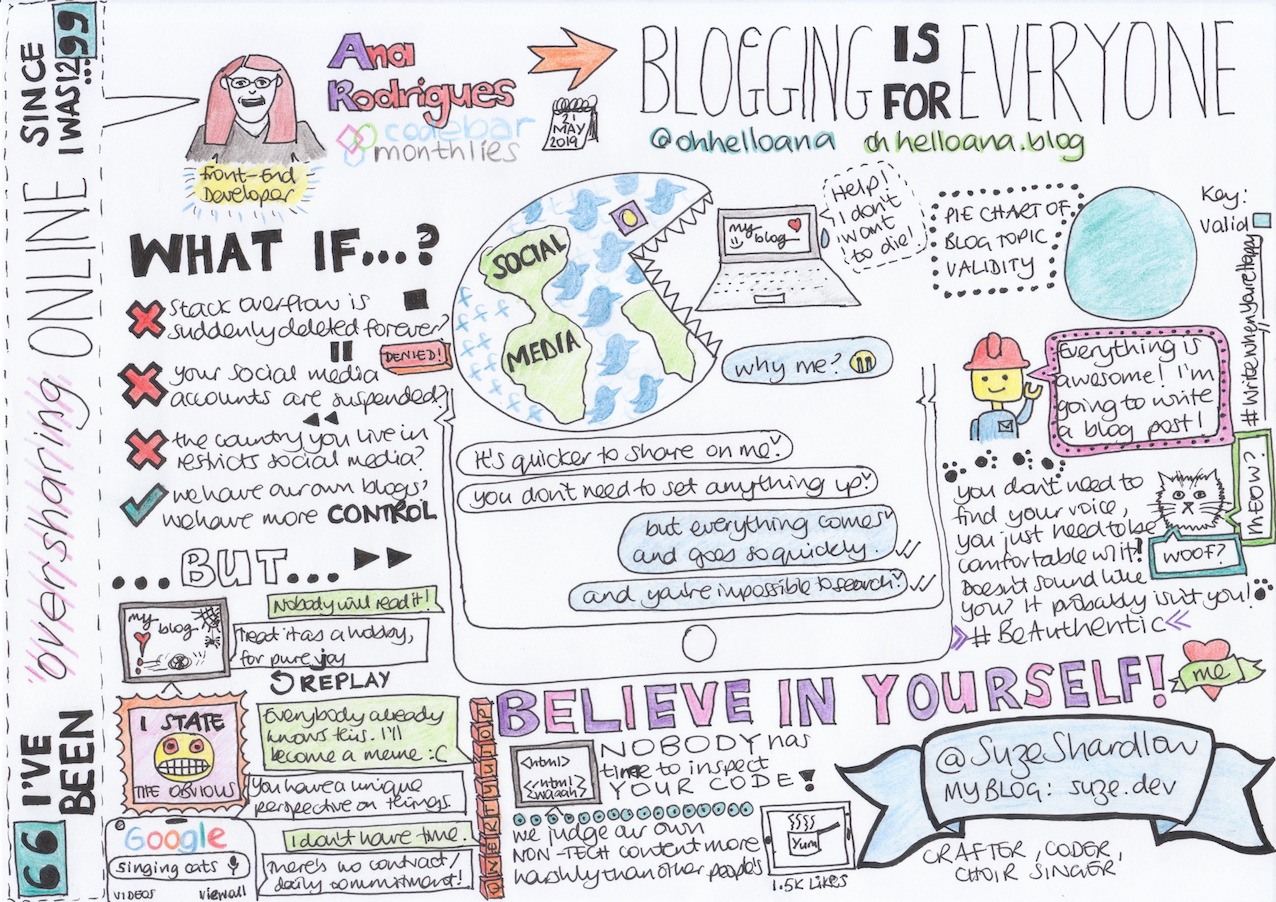 "I'VE BEEN
"overSharing" ONLINE
SINCE
I WAS 12..."
Ana
Rodrigues
codebar
monthlies
21
MAY
2019
Front-End
Developer
BLOGGING IS FOR EVERYONE
@ohhelloana ohhelloana.blog
WHAT IF...?
Stack overflow is
suddenly deleted forever?
your social media
accounts are suspended?
DENIED!
the country you live in
restricts social media?
we have our own blogs,
we have more CONTROL
...BUT...
my
blog
Nobody will read it!
Treat it as a hobby,
for pure joy
REPLAY
I STATE
THE OBVIOUS
Everybody already
knows this. I'll
become a meme :C
You have a unique
perspective on things
Google
singing cats
VIDEOS
view all
I don't have time.
There's no contract/
daily commitment!
SOCIAL
MEDIA
my
blog
Help!
I don't
want
to die!
why me?
It's quicker to share on me!
you don't need to set anything up!
but everything comes
and goes so quickly.
and you're impossible to search!
PIE CHART OF
BLOG TOPIC
VALIDITY
Key:
Valid
#WriteWhenYou'reHappy
Everything is
awesome! I'm
going to write
a blog post!
you don't need to
find your voice,
you just need to be
comfortable w/ it!
Doesn't sound like
you? It probably isn't you!
#BeAuthentic
MEOW?
WOOF?
BELIEVE IN YOURSELF!
me
<html>
<html>
waaah>
NOBODY has
time to inspect
YOUR CODE!
we judge our own
NON-TECH content more
harshly than other people's
Yum!
1.5K Likes
@SuzeShardlow
MY BLOG: suze.dev
CRAFTER, CODER,
CHOIR SINGER